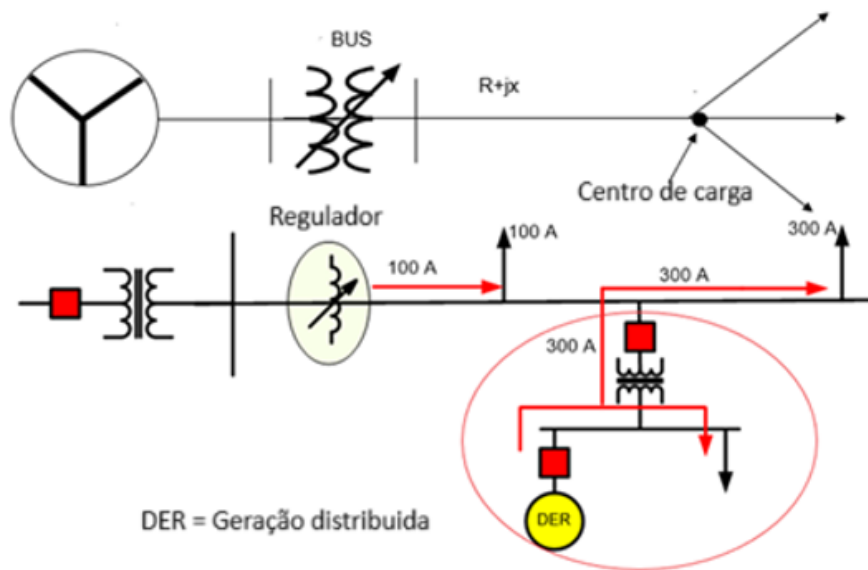 BUS
R+jx
Centro de carga
Regulador
100 A
300 A
100 A
300 A
300 A
DER
DER = Geração distribuida